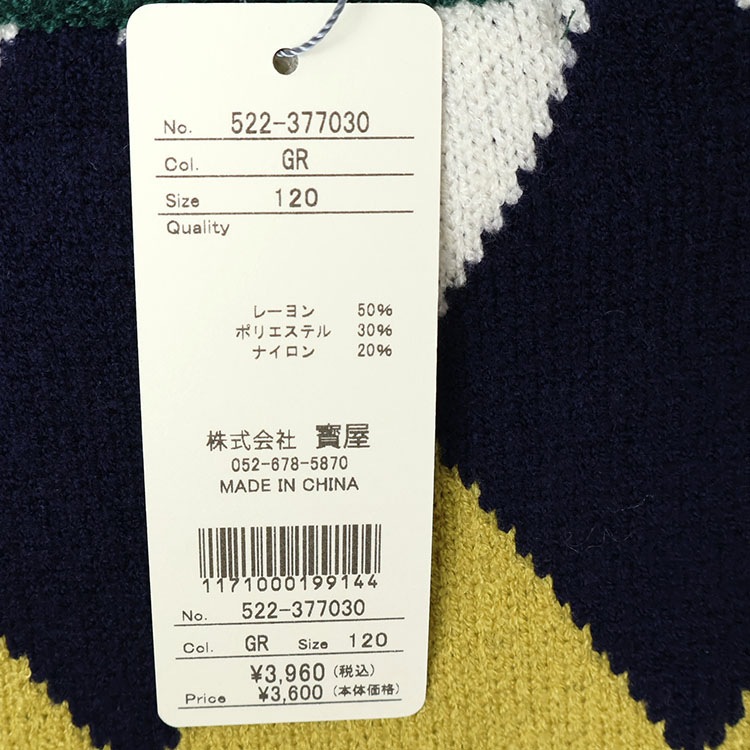 No. 522-377030
Col. GR
Size 120
Quality
レーヨン 50%
ポリエステル 30%
ナイロン 20%
株式会社 寳屋
052-678-5870
MADE IN CHINA
1171000199144
No. 522-377030
Col. GR Size 120
¥3,960(税込)
Price ¥3,600(本体価格)